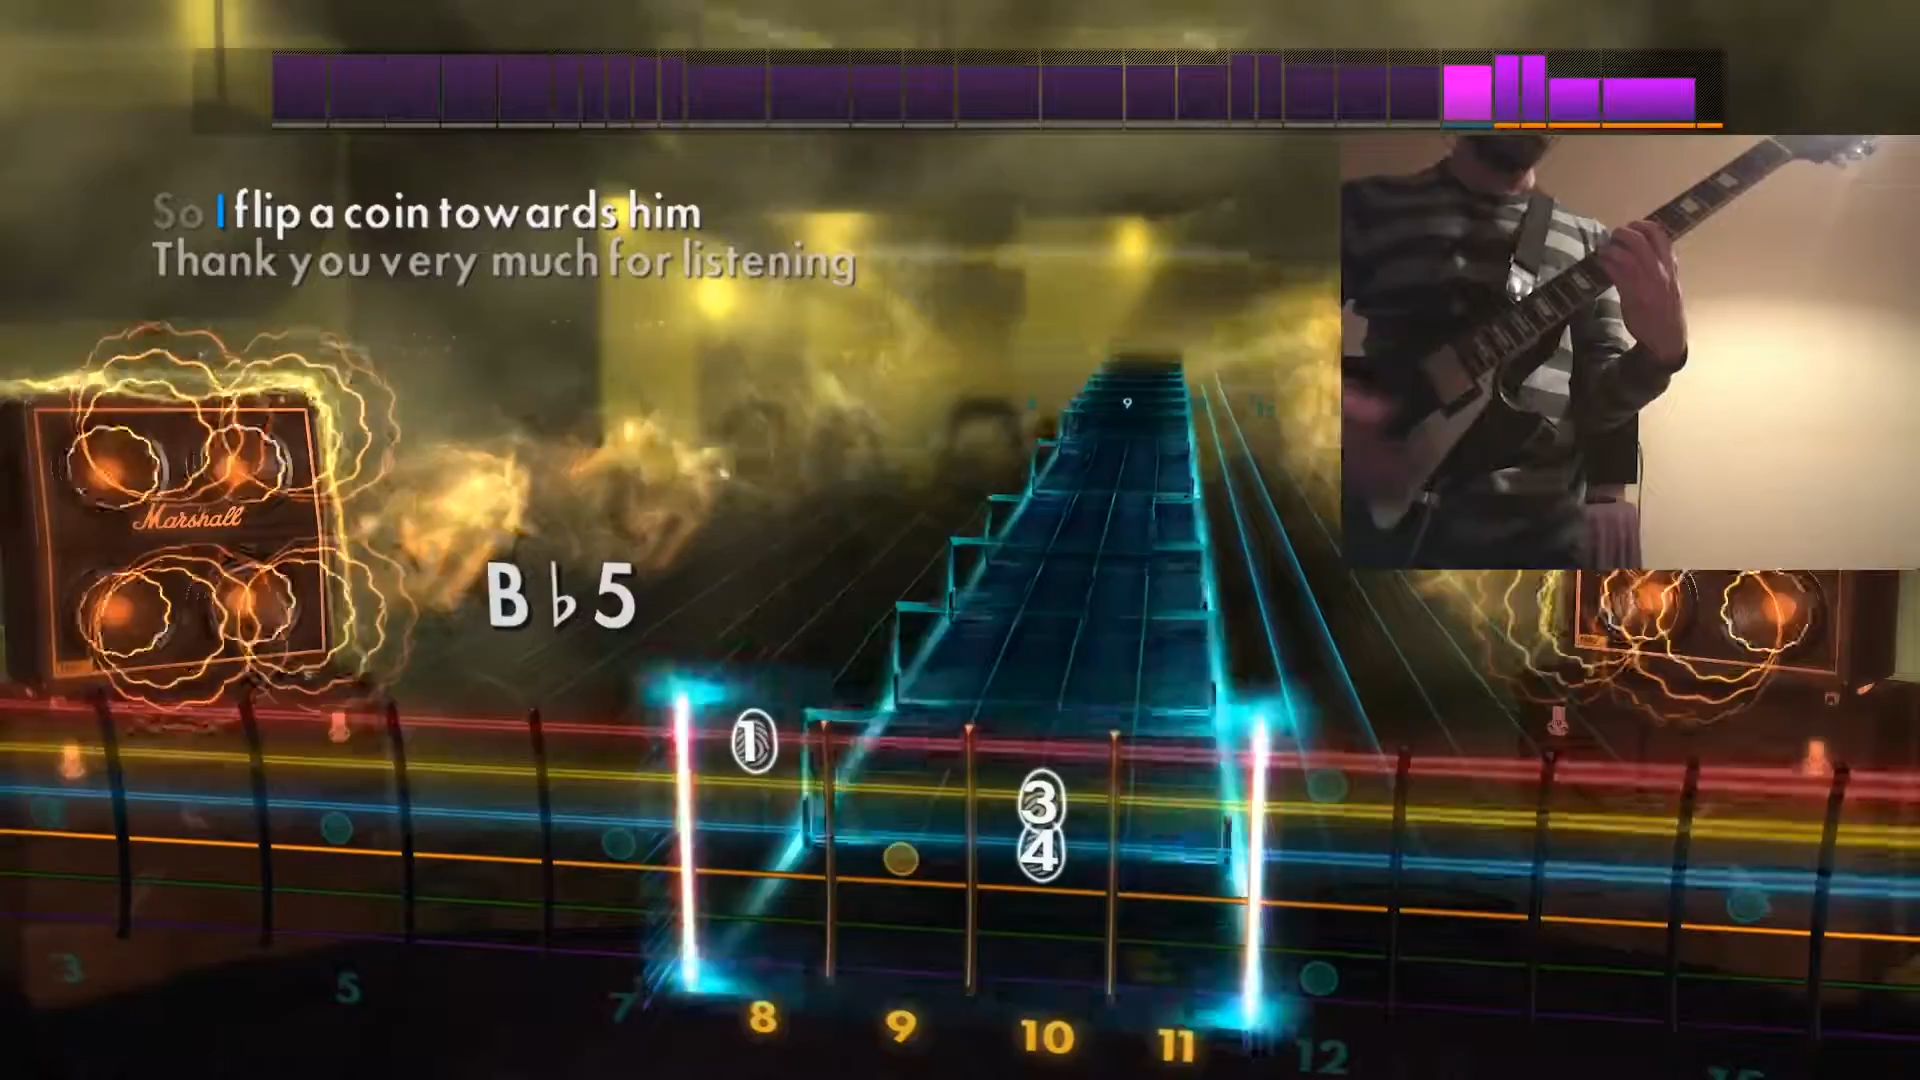 So I flip a coin towards him
Thank you very much for listening
9
Marshall
B♭5
1
3
4
3 5 7 8 9 10 11 12